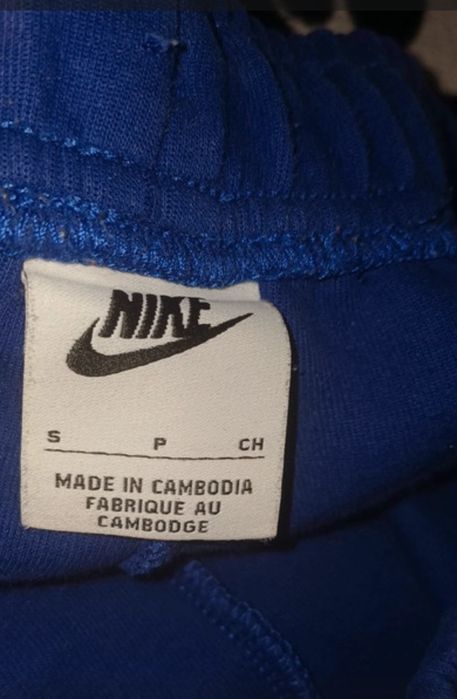 NIKE
S P CH
MADE IN CAMBODIA
FABRIQUE AU
CAMBODGE